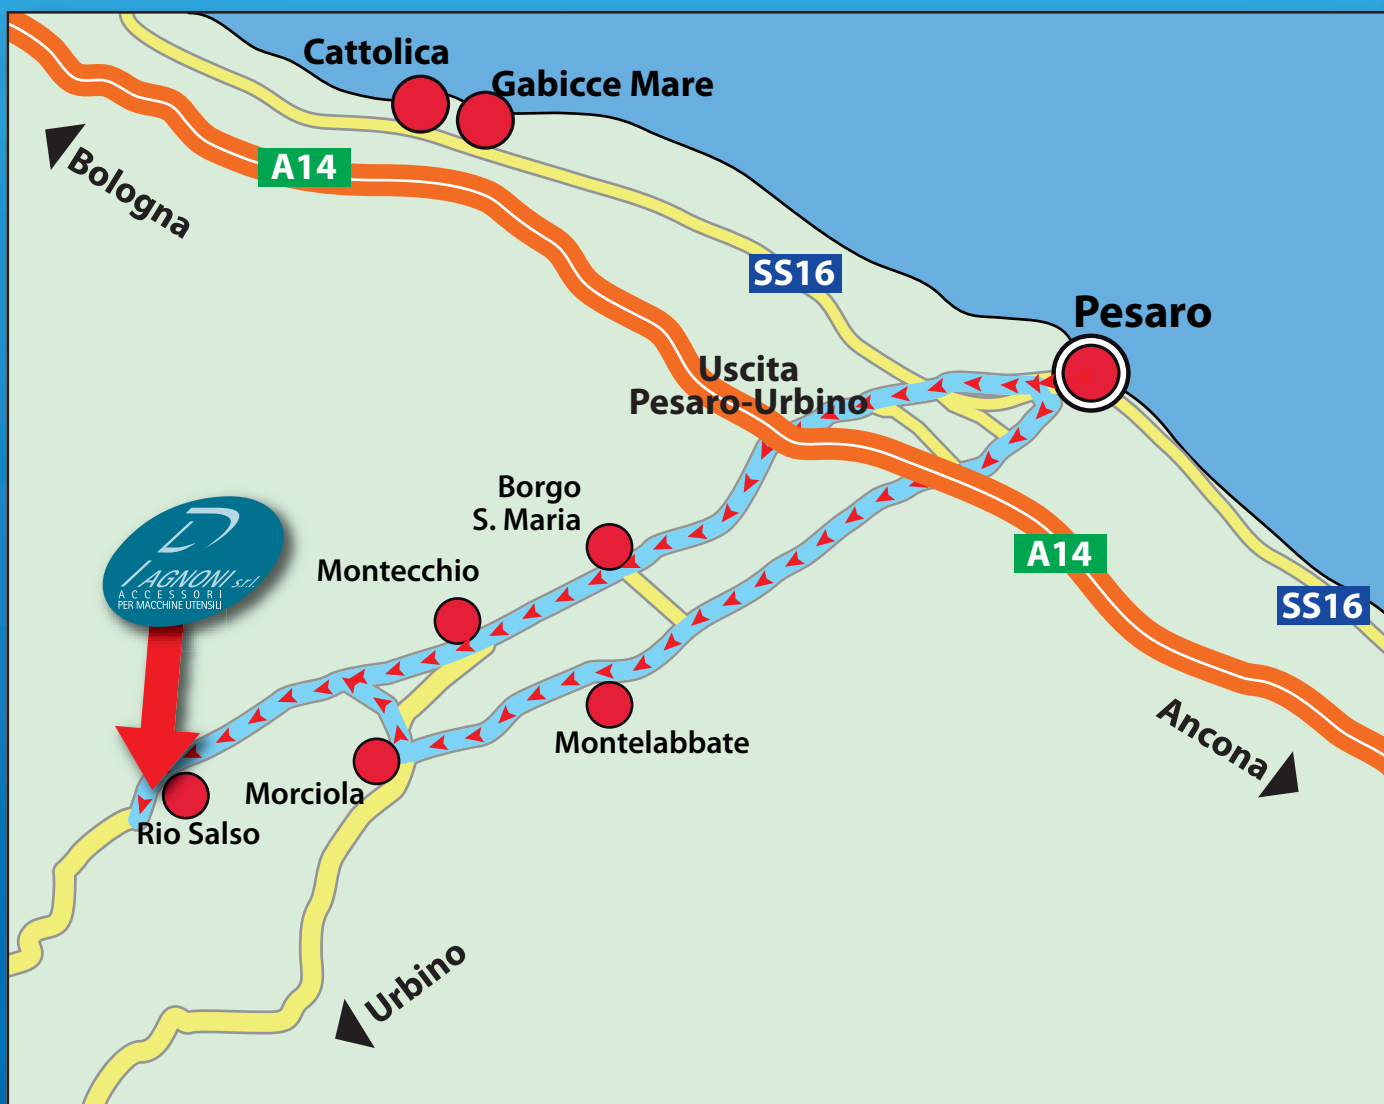 Cattolica
Gabicce Mare
A14
Bologna
SS16
Pesaro
Uscita
Pesaro-Urbino
Borgo
S. Maria
A14
Montecchio
SS16
AGNONI s.r.l.
ACCESSORI
PER MACCHINE UTENSILI
Ancona
Montelabbate
Morciola
Rio Salso
Urbino